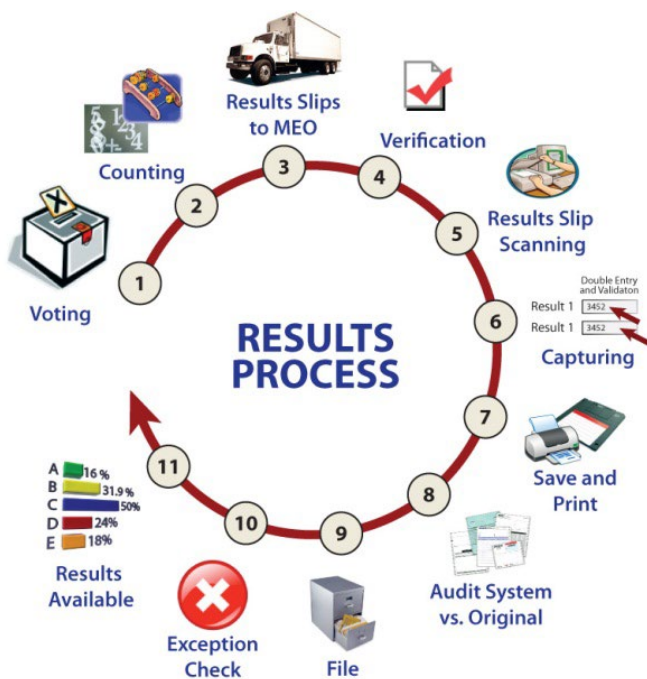 RESULTS
PROCESS
1
Voting
2
Counting
3
Results Slips
to MEO
4
Verification
5
Results Slip
Scanning
6
Double Entry
and Validaton
Result 1 3452
Result 1 3452
Capturing
7
Save and
Print
8
Audit System
vs. Original
9
File
10
Exception
Check
11
A 16 %
B 31.9 %
C 50%
D 24%
E 18%
Results
Available